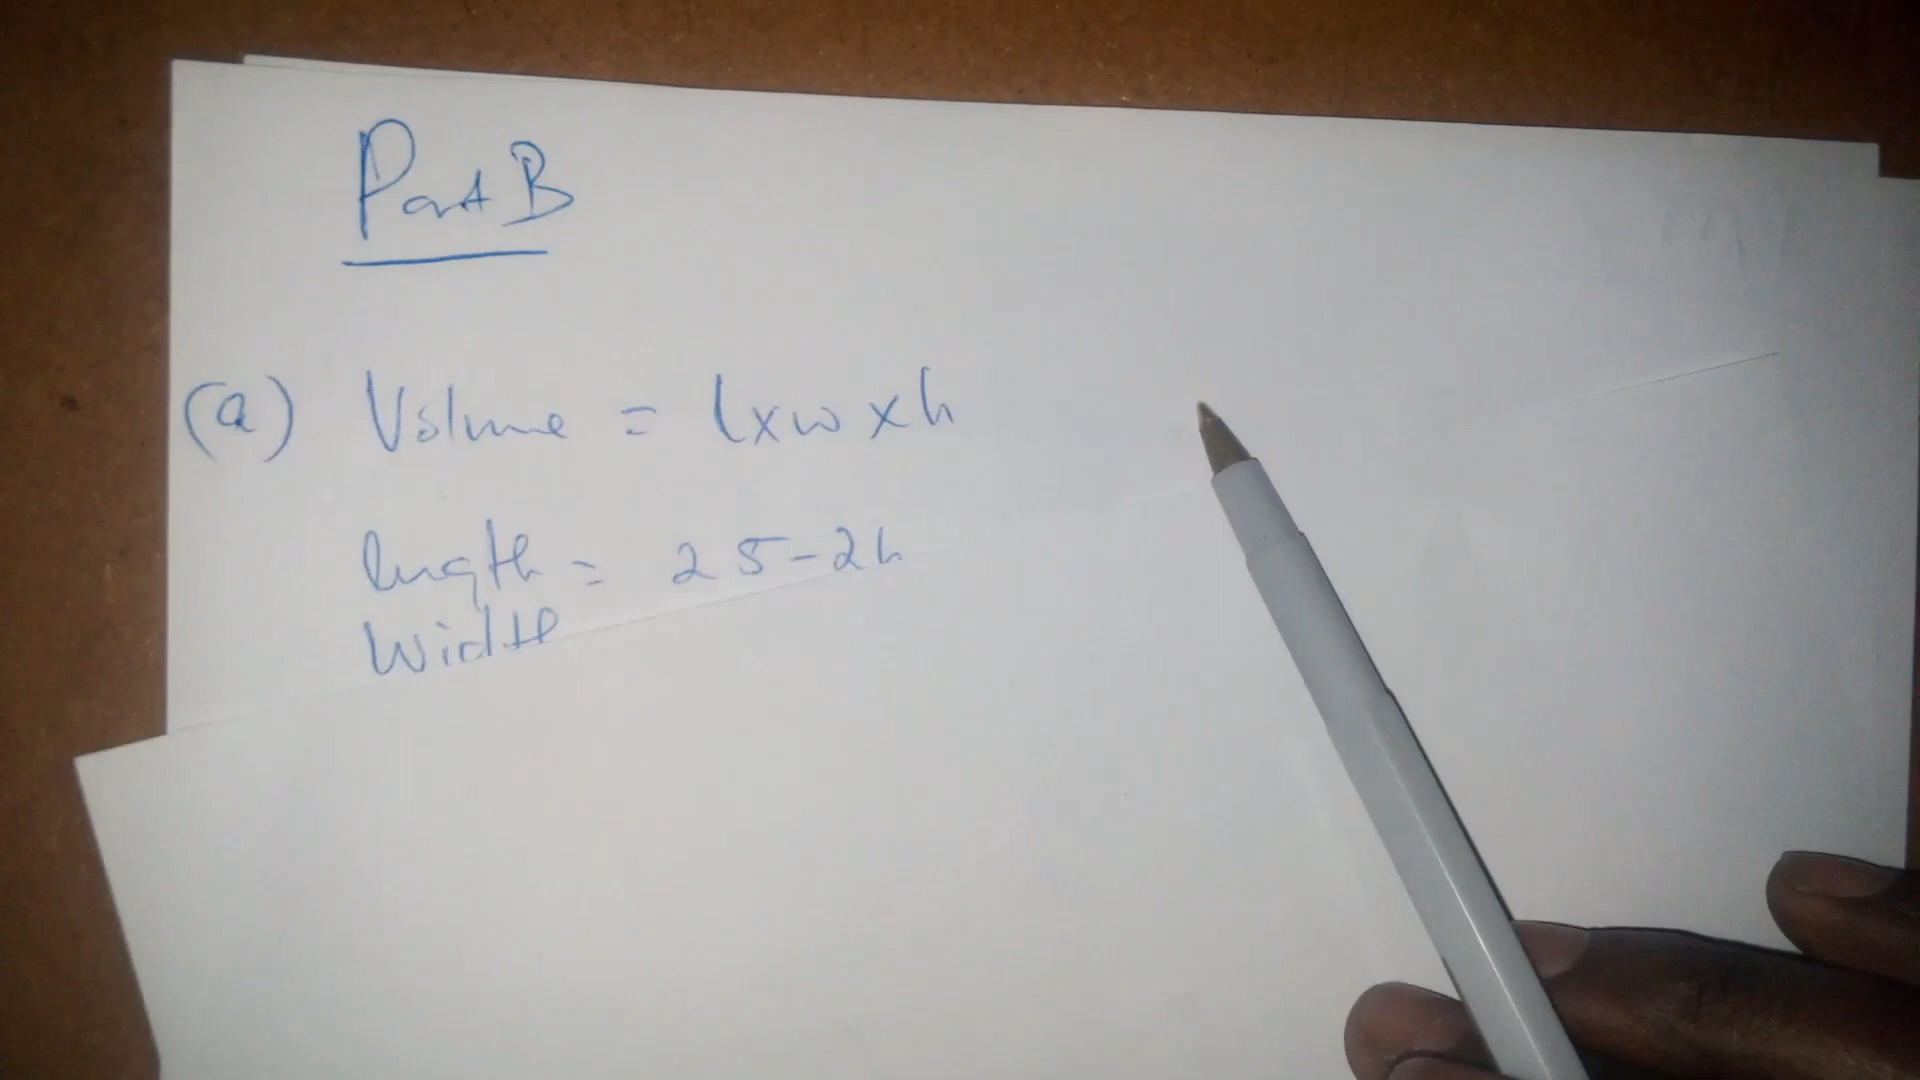 Part B
(a) Volume = l x w x h
length = 25-2h
Width